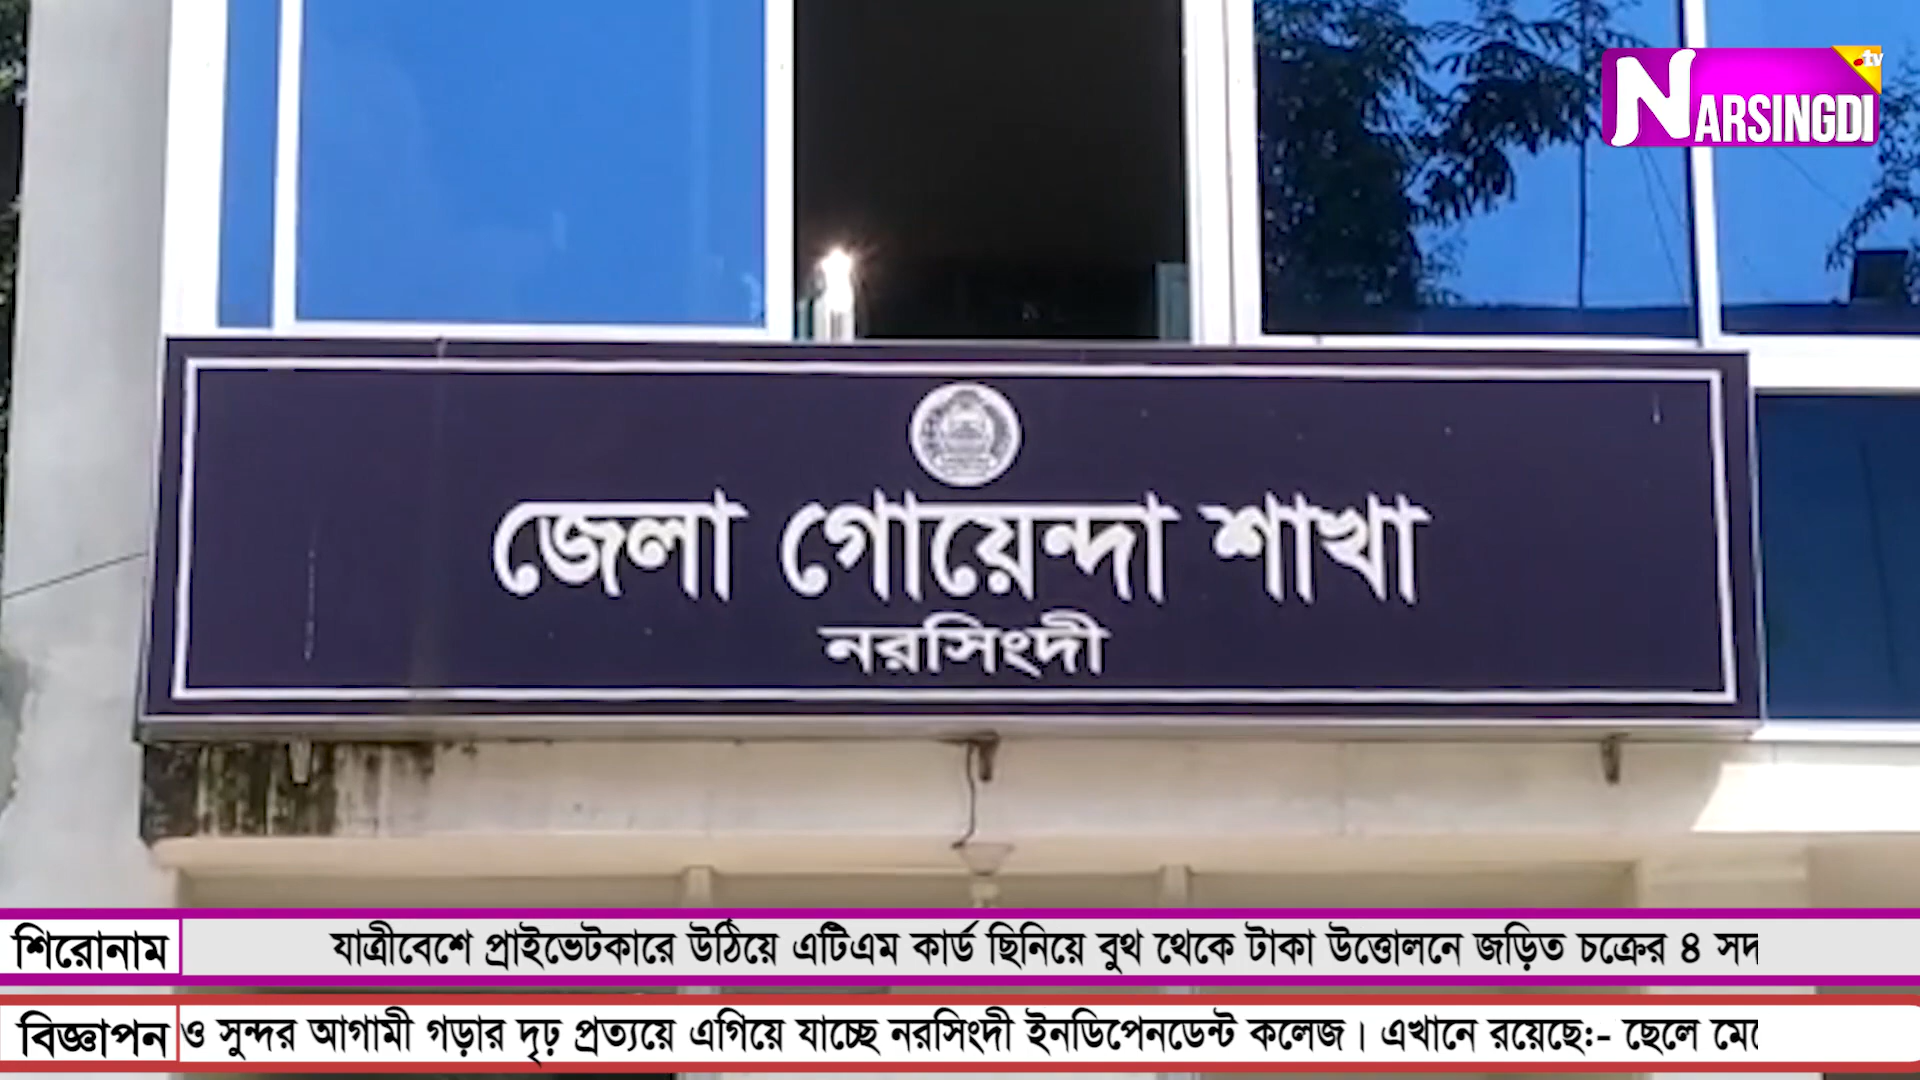 NARSINGDI
.tv
জেলা গোয়েন্দা শাখা
নরসিংদী
শিরোনাম
যাত্রীবেশে প্রাইভেটকারে উঠিয়ে এটিএম কার্ড ছিনিয়ে বুথ থেকে টাকা উত্তোলনে জড়িত চক্রের ৪ সদ
বিজ্ঞাপন
ও সুন্দর আগামী গড়ার দৃঢ় প্রত্যয়ে এগিয়ে যাচ্ছে নরসিংদী ইনডিপেনডেন্ট কলেজ। এখানে রয়েছে:- ছেলে